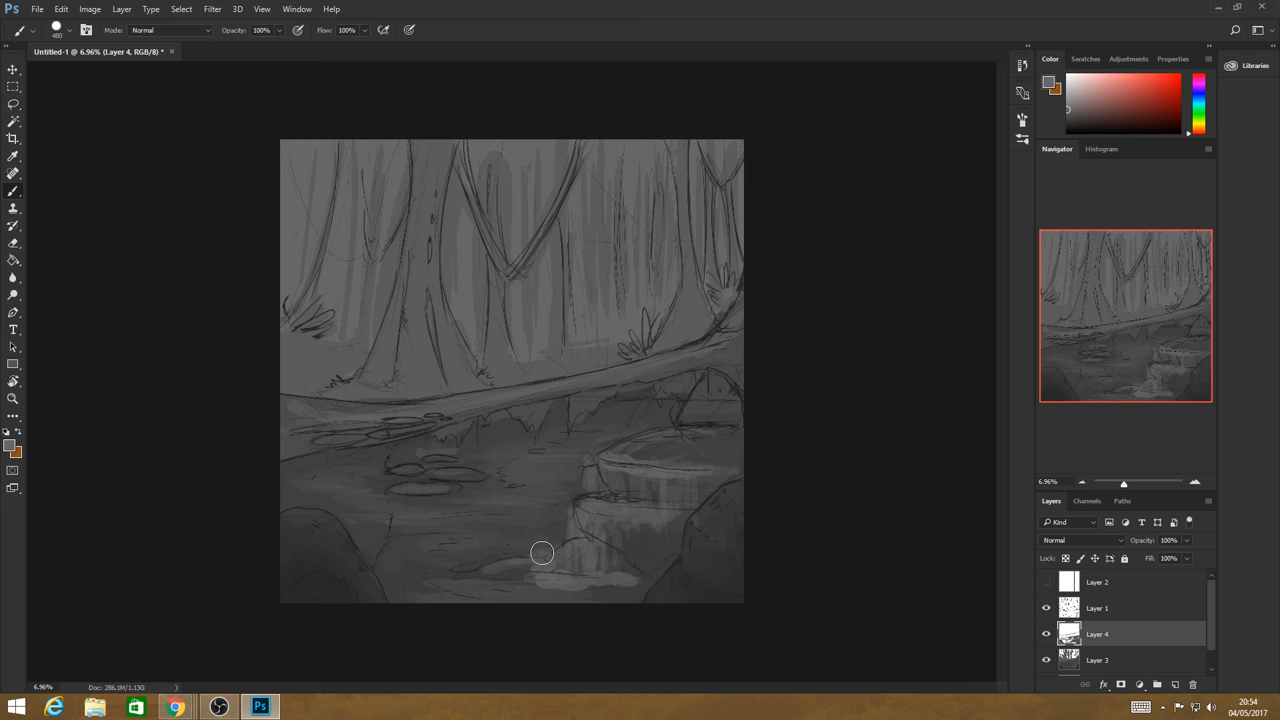 Ps File Edit Image Layer Type Select Filter 3D View Window Help
480 Mode: Normal Opacity: 100% Flow: 100%
Untitled-1 @ 6.96% (Layer 4, RGB/8) * ×
Color Swatches Adjustments Properties
Libraries
Navigator Histogram
6.96%
Layers Channels Paths
Kind
Normal Opacity: 100%
Lock: Fill: 100%
Layer 2
Layer 1
Layer 4
Layer 3
fx
6.96% Doc: 286.1M/1.13G
Ps
20:54
04/05/2017